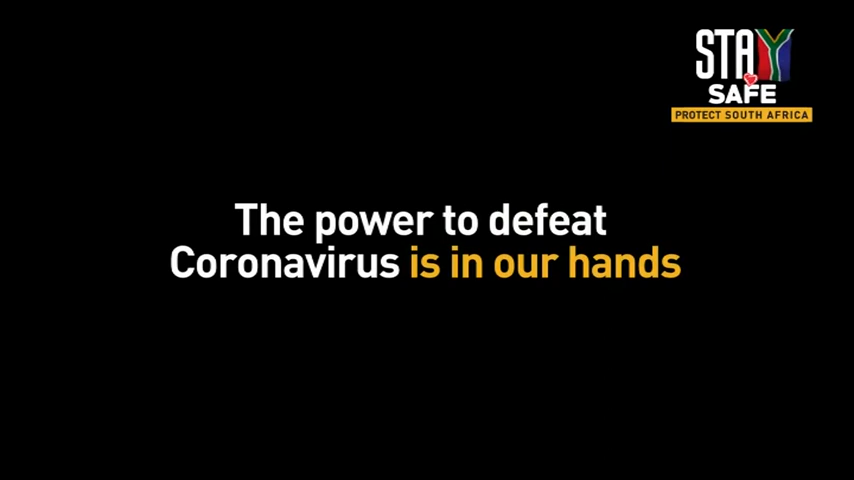 STAY
SAFE
PROTECT SOUTH AFRICA
The power to defeat
Coronavirus is in our hands